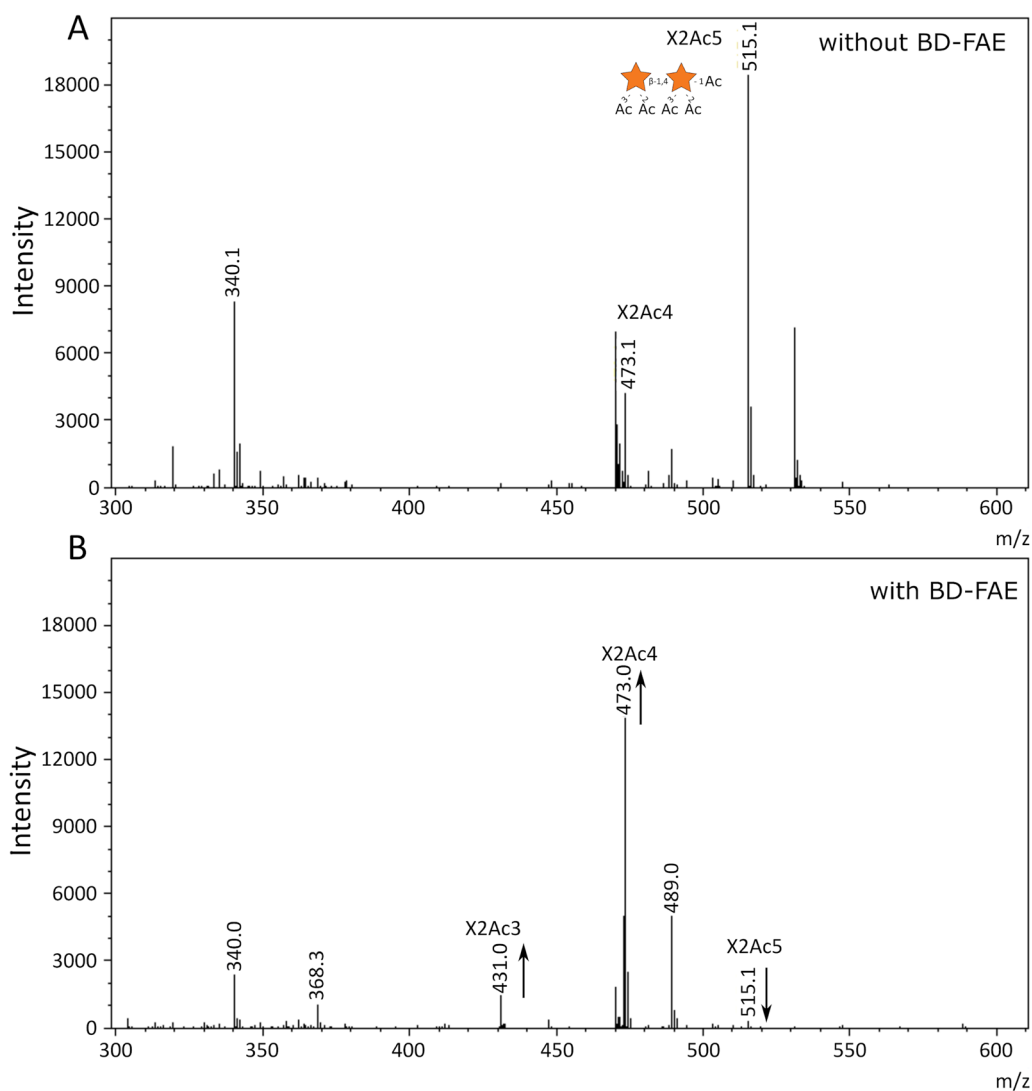 A
without BD-FAE
X2Ac5
515.1
β-1,4
-1Ac
3- -2 3- -2
Ac Ac Ac Ac
340.1
X2Ac4
473.1
Intensity
18000
15000
12000
9000
6000
3000
0
300 350 400 450 500 550 600
m/z
B
with BD-FAE
X2Ac4
473.0
489.0
X2Ac3
431.0
X2Ac5
515.1
340.0
368.3
Intensity
18000
15000
12000
9000
6000
3000
0
300 350 400 450 500 550 600
m/z